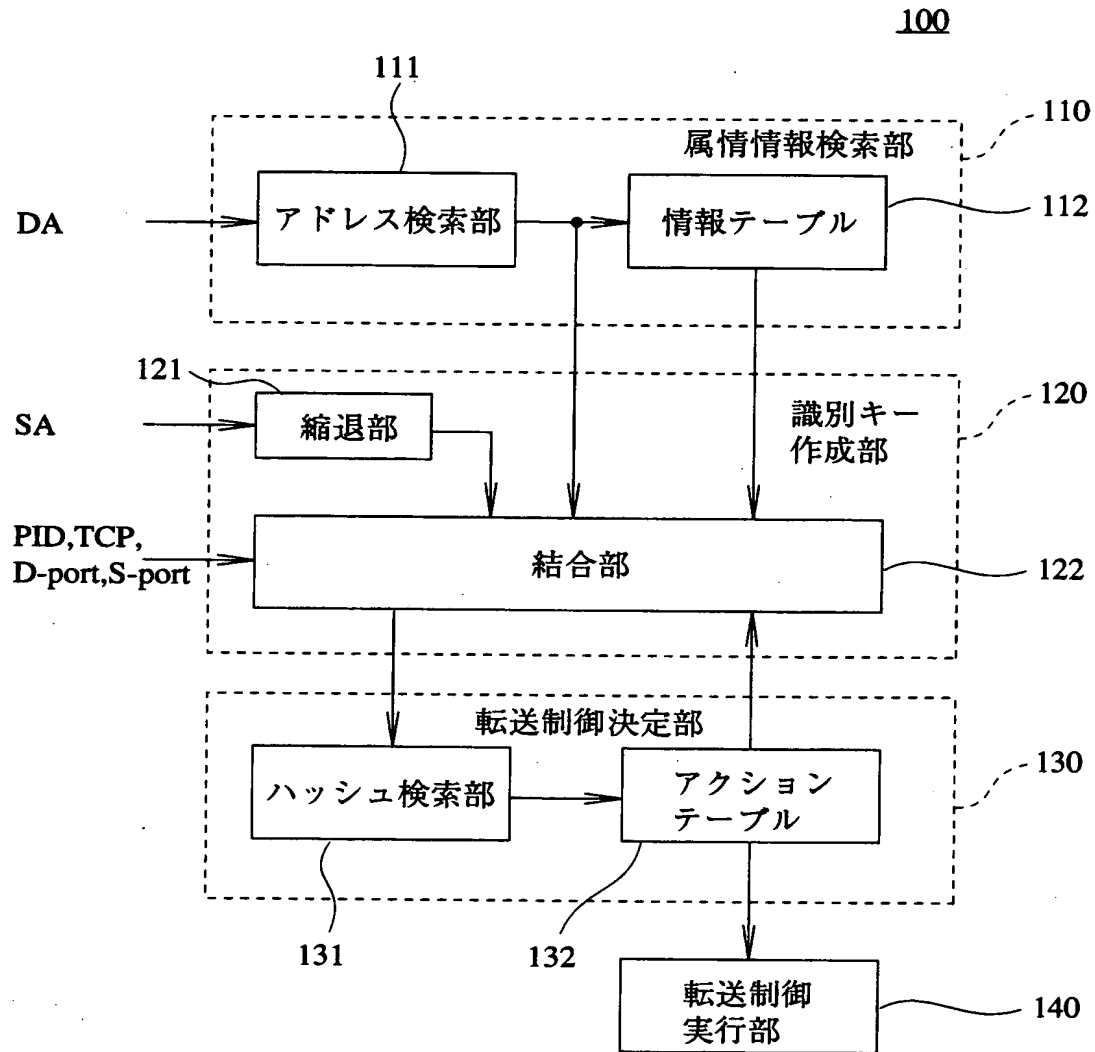 100
111
110
属情情報検索部
DA
アドレス検索部
情報テーブル
112
121
SA
縮退部
識別キー
作成部
120
PID,TCP,
D-port,S-port
結合部
122
転送制御決定部
130
ハッシュ検索部
アクション
テーブル
131
132
転送制御
実行部
140